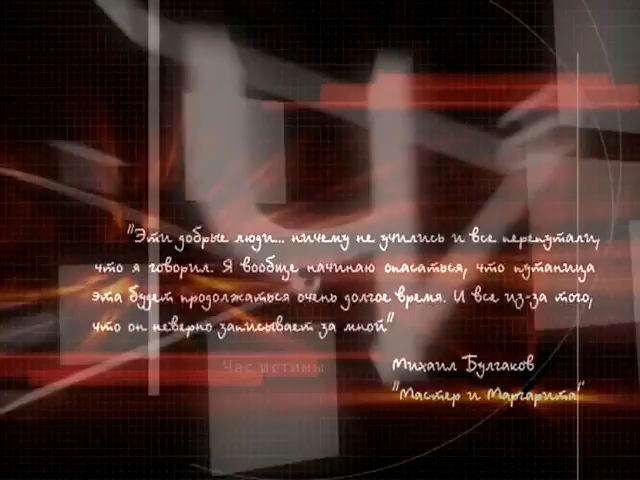 "Эти добрые люди... ничему не учились и все перепутали,
что я говорил. Я вообще начинаю опасаться, что путаница
эта будет продолжаться очень долгое время. И все из-за того,
что он неверно записывает за мной"
Час истины
Михаил Булгаков
"Мастер и Маргарита"